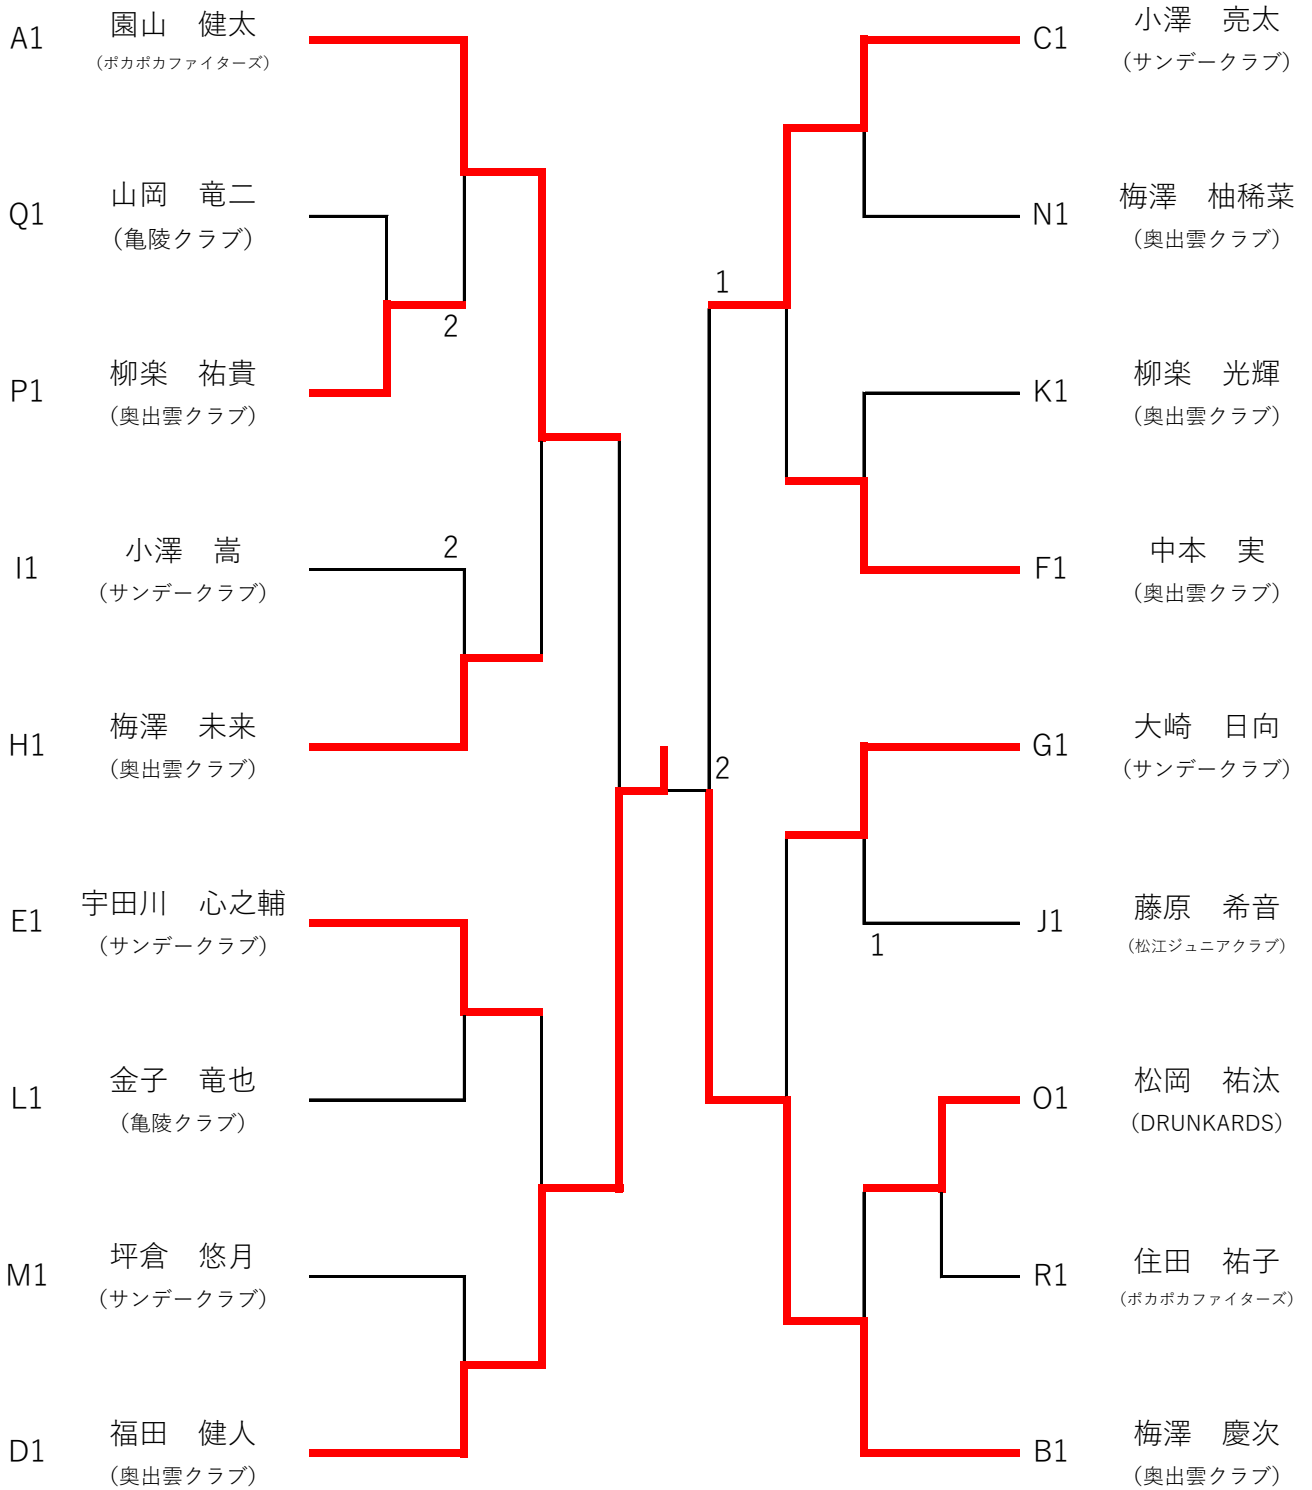 A1
園山　健太
（ポカポカファイターズ）
Q1
山岡　竜二
（亀陵クラブ）
2
P1
柳楽　祐貴
（奥出雲クラブ）
2
I1
小澤　嵩
（サンデークラブ）
H1
梅澤　未来
（奥出雲クラブ）
E1
宇田川　心之輔
（サンデークラブ）
L1
金子　竜也
（亀陵クラブ）
M1
坪倉　悠月
（サンデークラブ）
D1
福田　健人
（奥出雲クラブ）
1
2
C1
小澤　亮太
（サンデークラブ）
N1
梅澤　柚稀菜
（奥出雲クラブ）
K1
柳楽　光輝
（奥出雲クラブ）
F1
中本　実
（奥出雲クラブ）
G1
大崎　日向
（サンデークラブ）
J1
藤原　希音
（松江ジュニアクラブ）
1
O1
松岡　祐汰
（DRUNKARDS）
R1
住田　祐子
（ポカポカファイターズ）
B1
梅澤　慶次
（奥出雲クラブ）